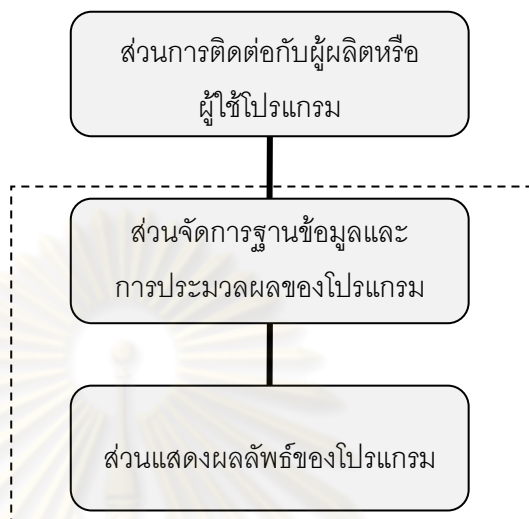 ส่วนการติดต่อกับผู้ผลิตหรือ
ผู้ใช้โปรแกรม
ส่วนจัดการฐานข้อมูลและ
การประมวลผลของโปรแกรม
ส่วนแสดงผลลัพธ์ของโปรแกรม